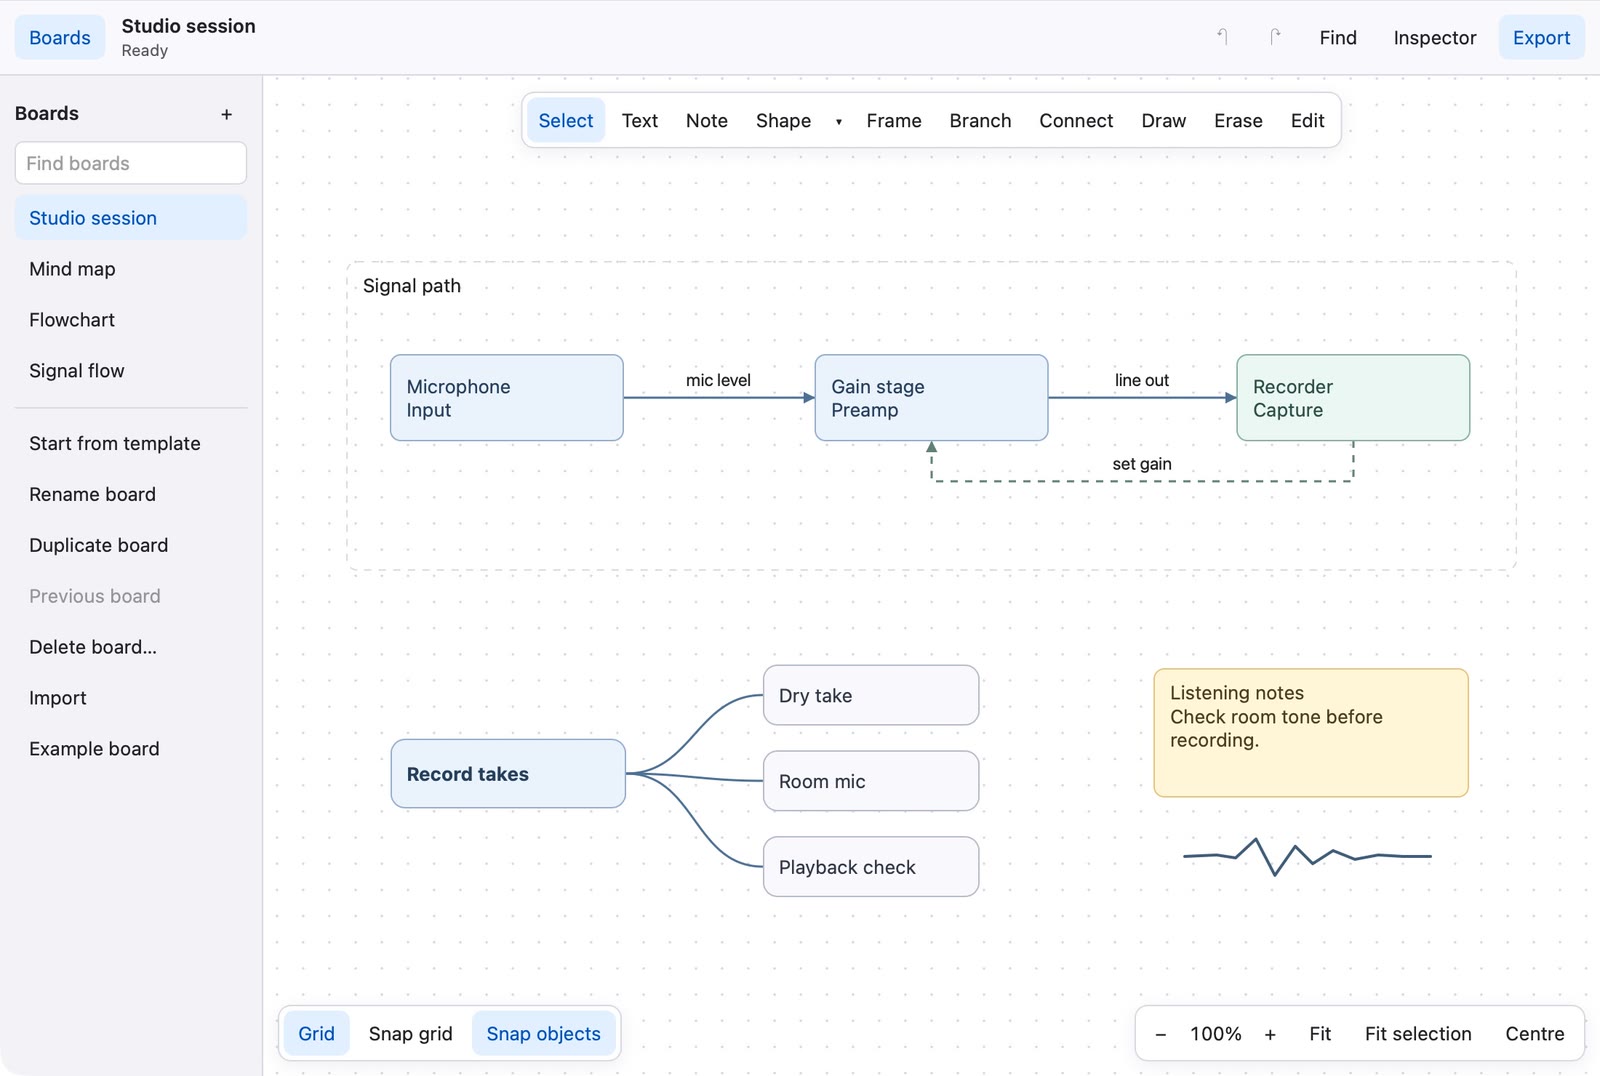 Boards
Studio session
Ready
Find
Inspector
Export
Boards
+
Find boards
Studio session
Mind map
Flowchart
Signal flow
Start from template
Rename board
Duplicate board
Previous board
Delete board...
Import
Example board
Select
Text
Note
Shape
Frame
Branch
Connect
Draw
Erase
Edit
Signal path
Microphone
Input
mic level
Gain stage
Preamp
line out
Recorder
Capture
set gain
Record takes
Dry take
Room mic
Playback check
Listening notes
Check room tone before
recording.
Grid
Snap grid
Snap objects
−
100%
+
Fit
Fit selection
Centre